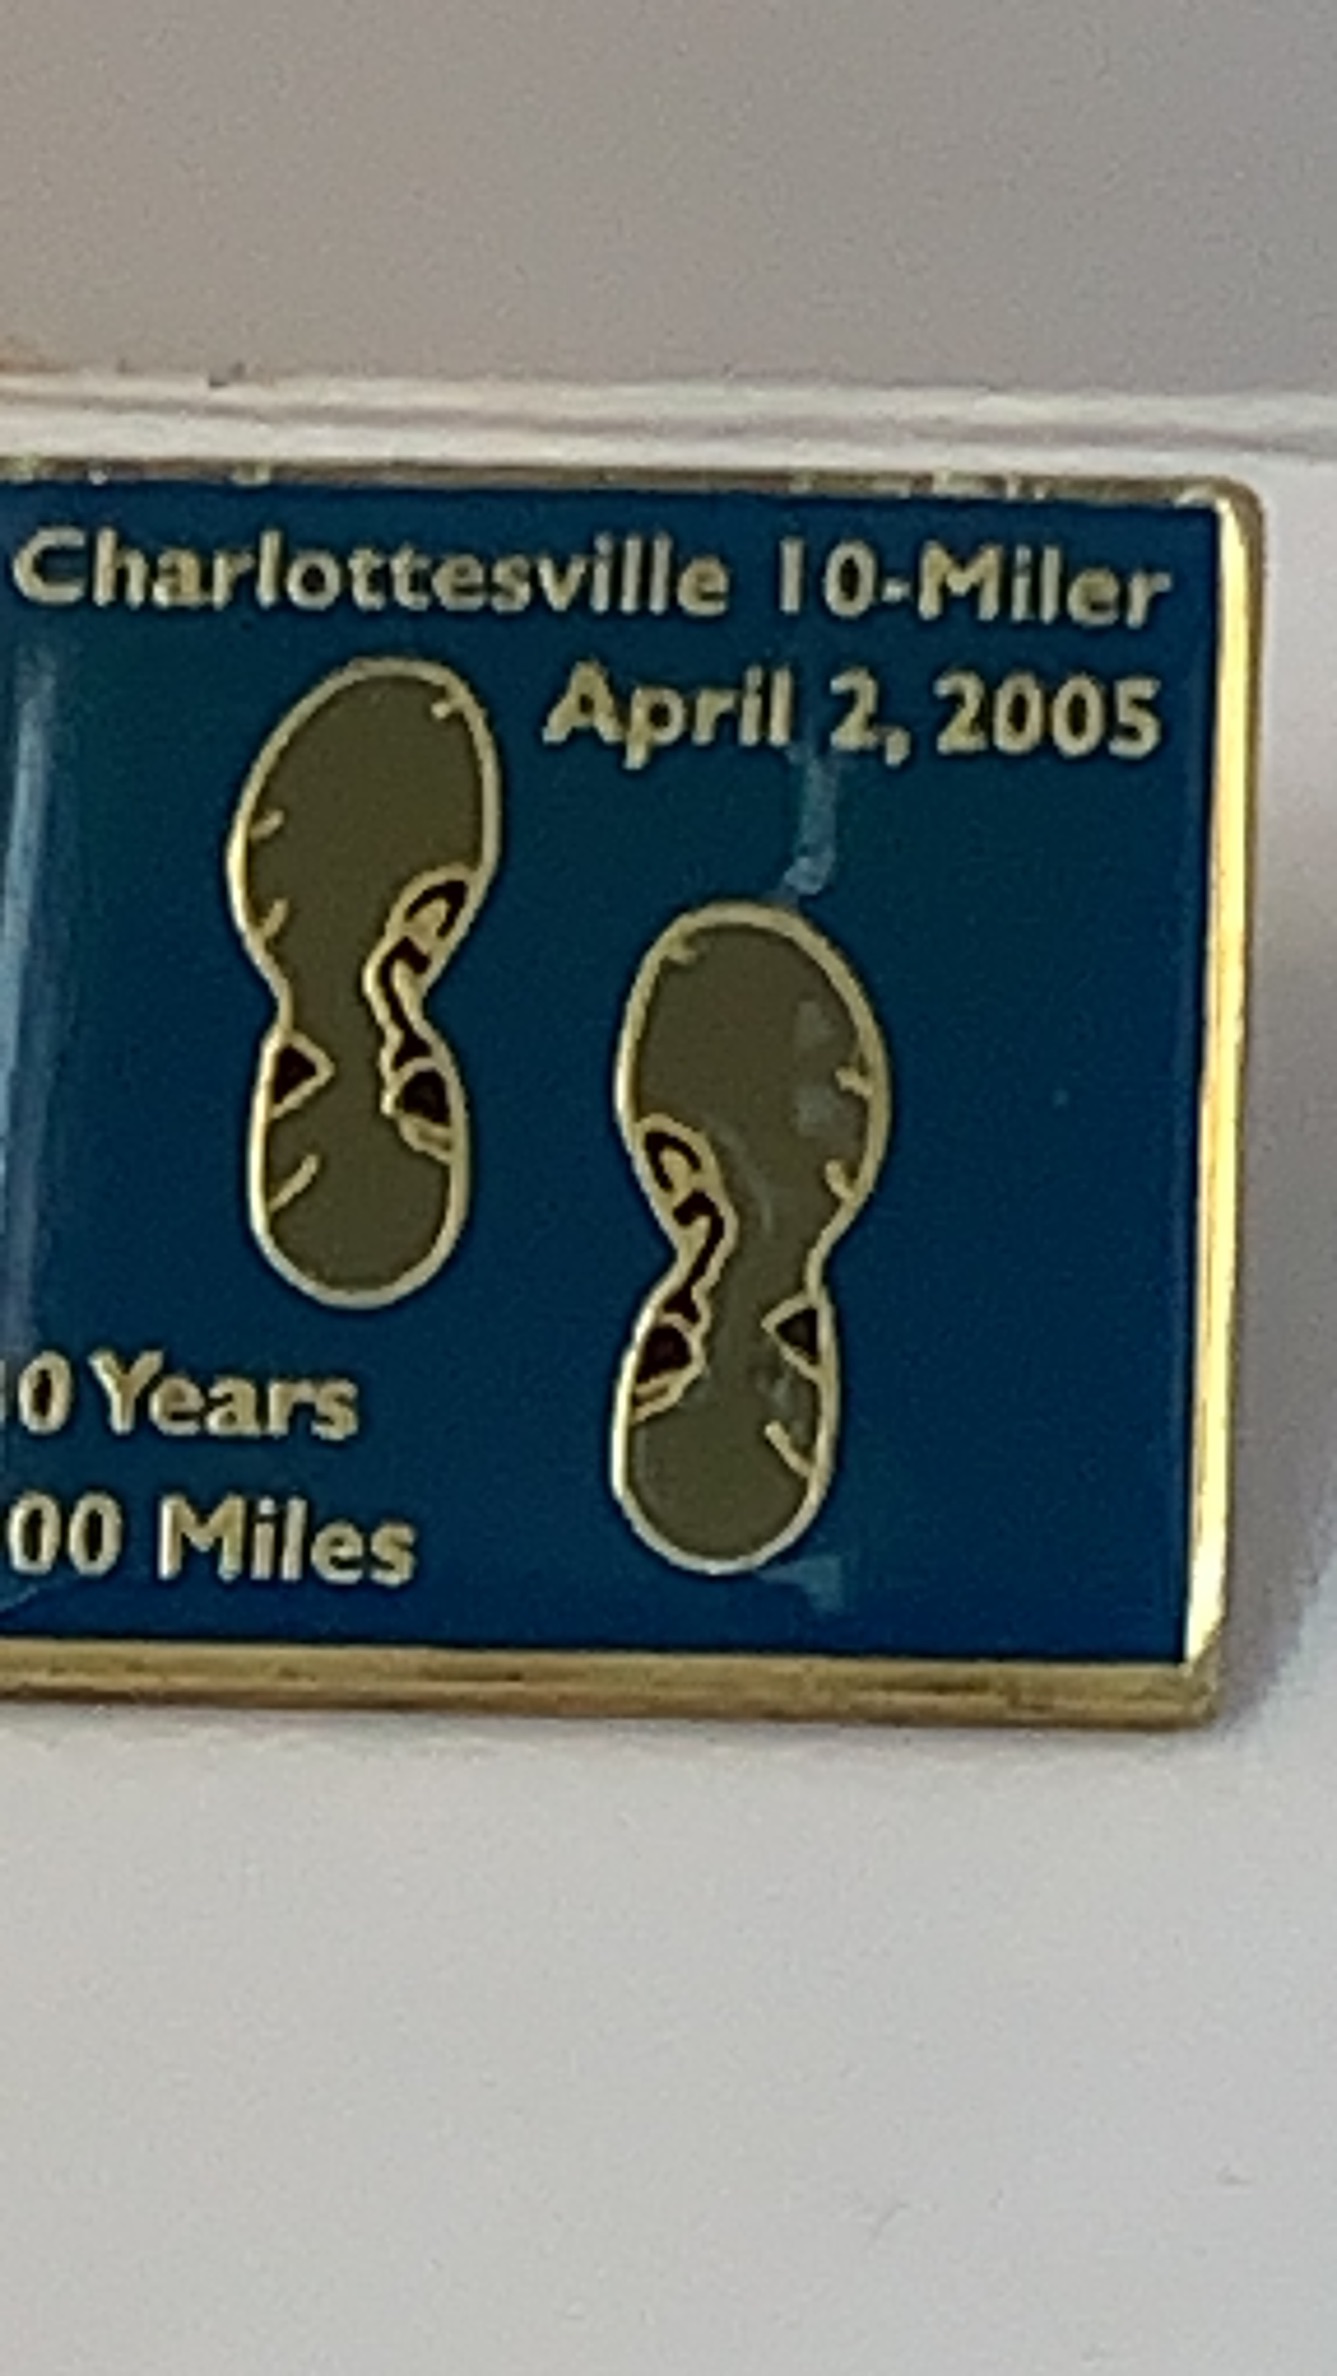 Charlottesville 10-Miler
April 2, 2005
0 Years
00 Miles